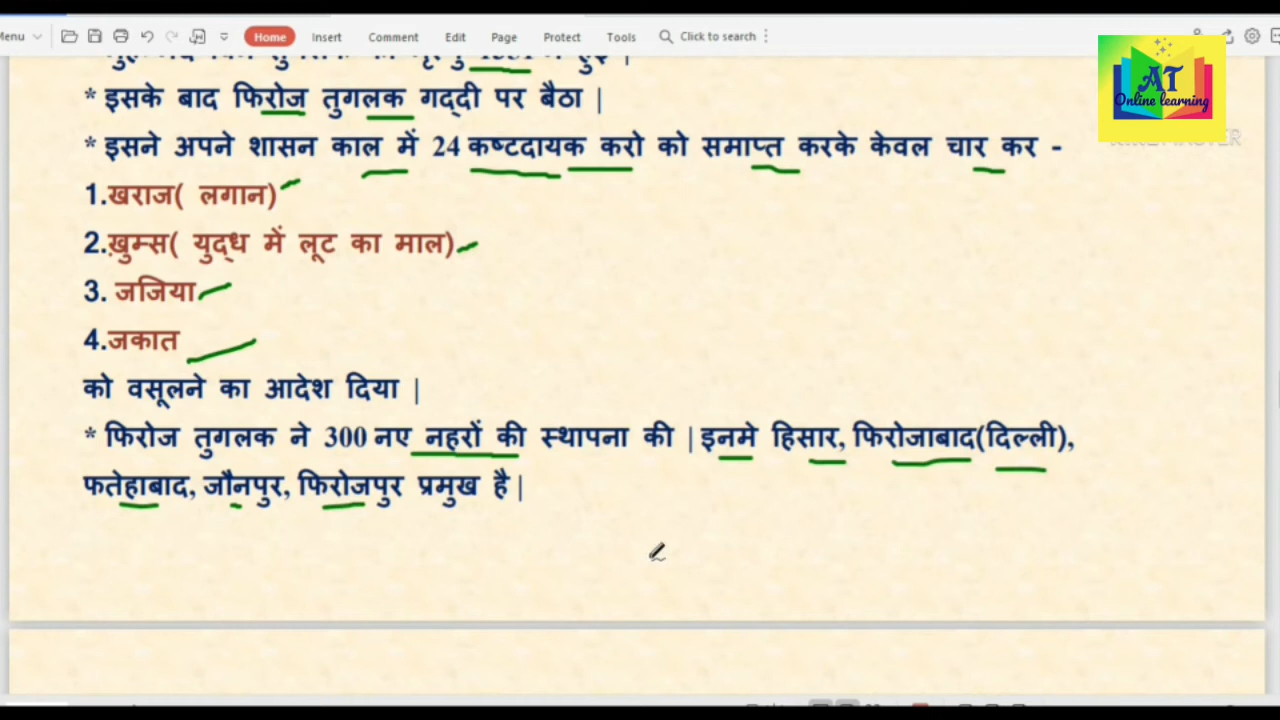 Menu Home Insert Comment Edit Page Protect Tools Click to search
AT
Online learning
* इसके बाद फिरोज तुगलक गद्दी पर बैठा |
* इसने अपने शासन काल में 24 कष्टदायक करो को समाप्त करके केवल चार कर -
1.खराज( लगान)
2.ख़ुम्स( युद्ध में लूट का माल)
3. जजिया
4.जकात
को वसूलने का आदेश दिया |
* फिरोज तुगलक ने 300 नए नहरों की स्थापना की | इनमे हिसार, फिरोजाबाद(दिल्ली),
फतेहाबाद, जौनपुर, फिरोजपुर प्रमुख है |